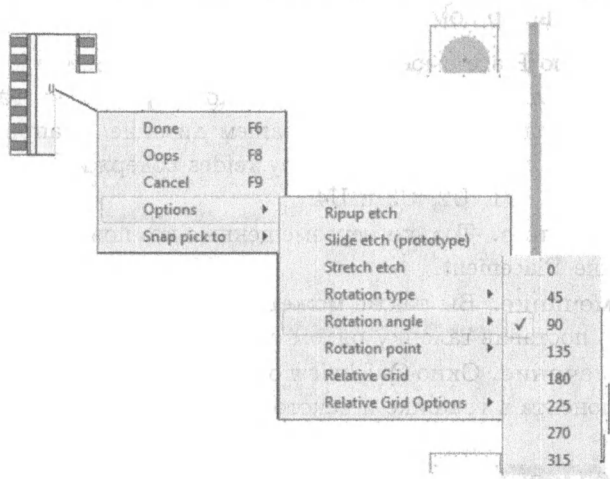 Done F6
Oops F8
Cancel F9
Options
Snap pick to
Ripup etch
Slide etch (prototype)
Stretch etch
Rotation type
Rotation angle
Rotation point
Relative Grid
Relative Grid Options
0
45
✓ 90
135
180
225
270
315